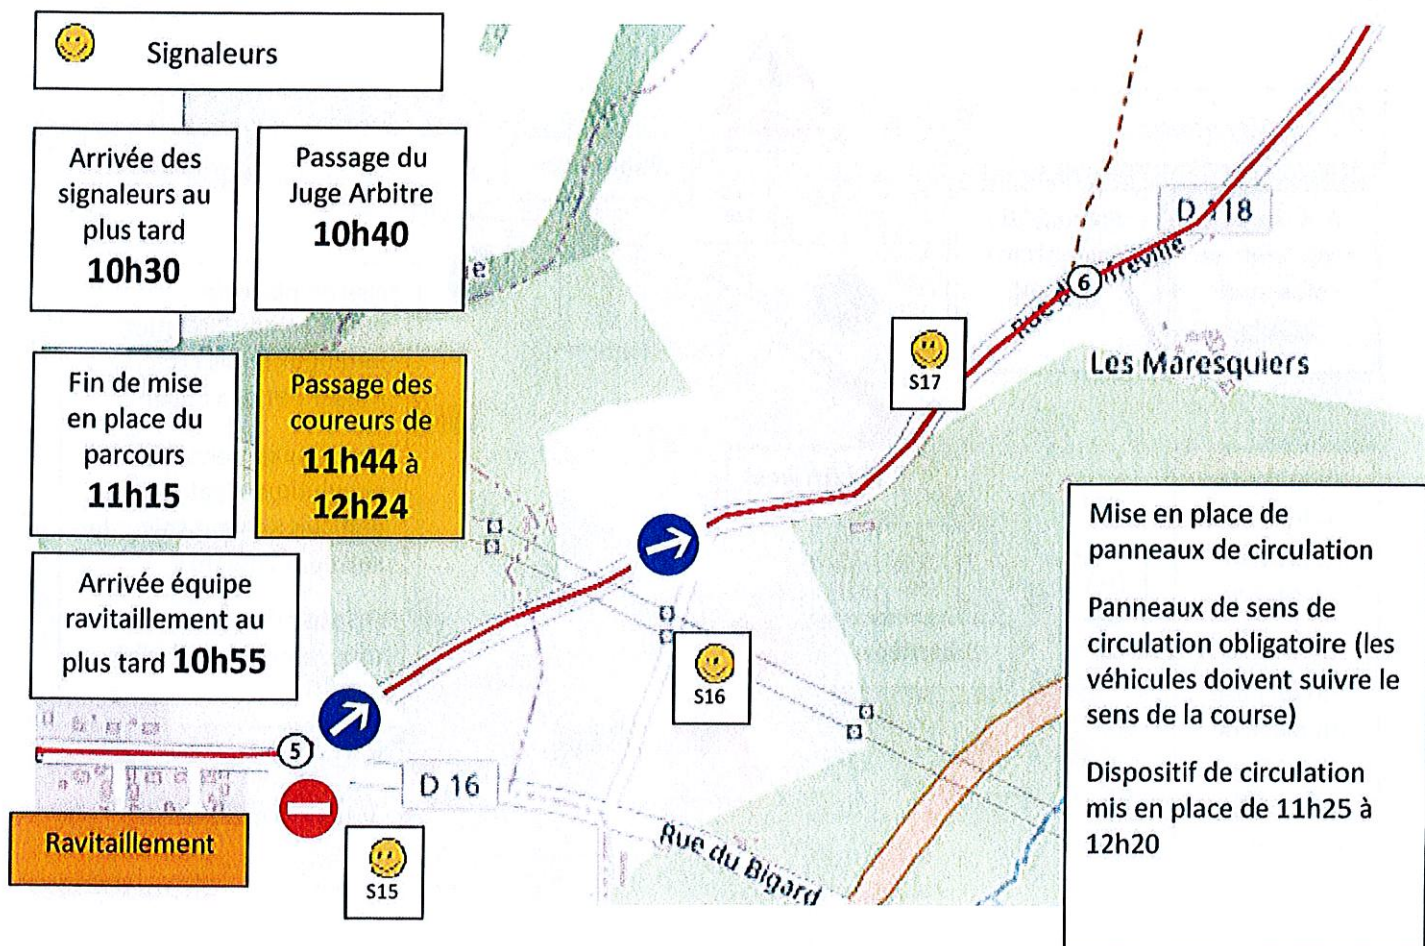 Signaleurs
Arrivée des
signaleurs au
plus tard
10h30
Passage du
Juge Arbitre
10h40
Fin de mise
en place du
parcours
11h15
Passage des
coureurs de
11h44 à
12h24
Arrivée équipe
ravitaillement au
plus tard 10h55
5
D 16
Ravitaillement
S15
Rue du Bigard
S16
S17
6
D 118
Les Maresquiers
Mise en place de
panneaux de circulation
Panneaux de sens de
circulation obligatoire (les
véhicules doivent suivre le
sens de la course)
Dispositif de circulation
mis en place de 11h25 à
12h20